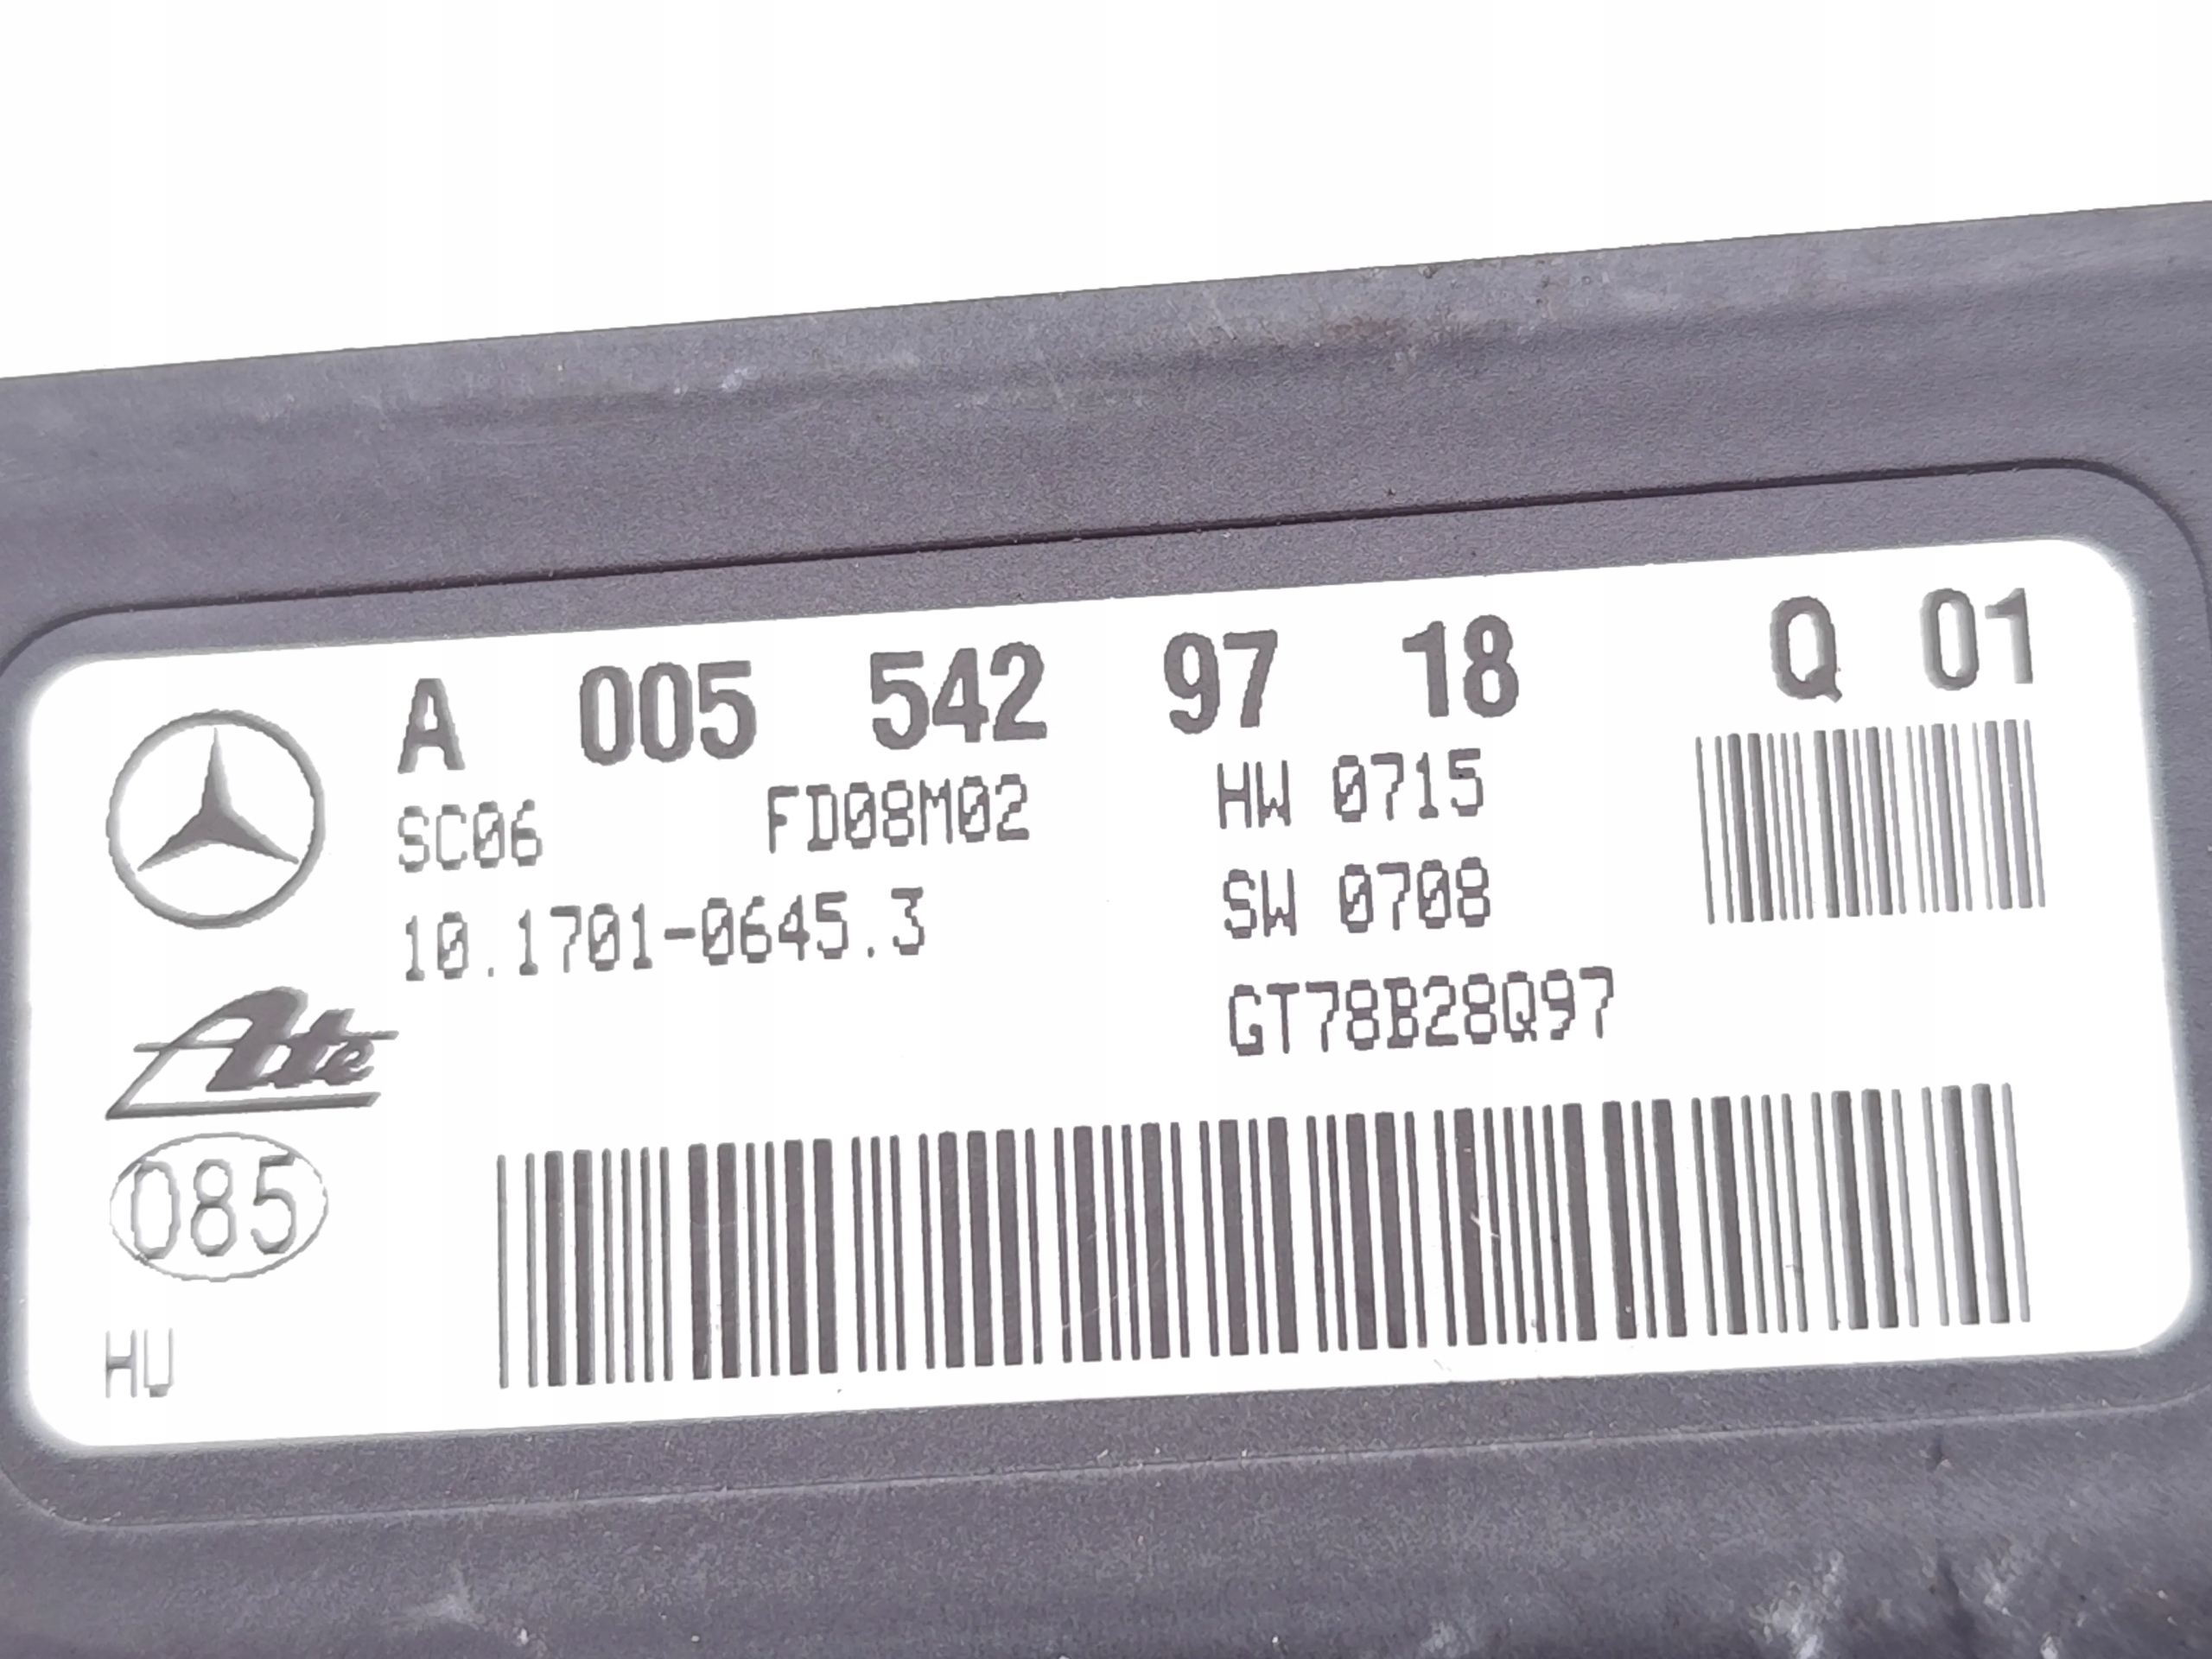 A 005 542 97 18 Q 01
SC06 FD08M02 HW 0715
10.1701-0645.3 SW 0708
GT78B28Q97
Ate
085
HU